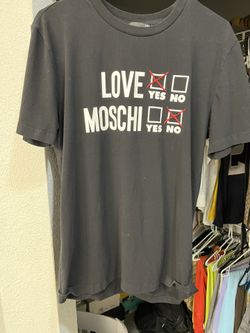 LOVE
YES NO
MOSCHI
YES NO